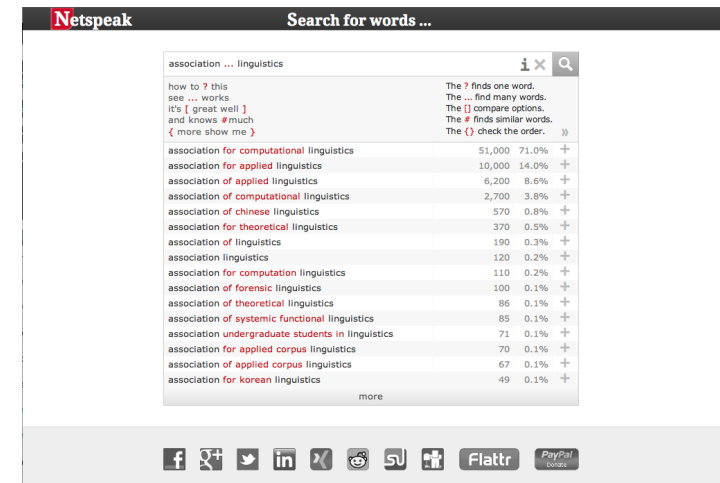 Netspeak
Search for words ...
association ... linguistics
how to ? this
see ... works
it's [ great well ]
and knows #much
{ more show me }
The ? finds one word.
The ... find many words.
The [] compare options.
The # finds similar words.
The {} check the order.
association for computational linguistics 51,000 71.0%
association for applied linguistics 10,000 14.0%
association of applied linguistics 6,200 8.6%
association of computational linguistics 2,700 3.8%
association of chinese linguistics 570 0.8%
association for theoretical linguistics 370 0.5%
association of linguistics 190 0.3%
association linguistics 120 0.2%
association for computation linguistics 110 0.2%
association of forensic linguistics 100 0.1%
association of theoretical linguistics 86 0.1%
association of systemic functional linguistics 85 0.1%
association undergraduate students in linguistics 71 0.1%
association for applied corpus linguistics 70 0.1%
association of applied corpus linguistics 67 0.1%
association for korean linguistics 49 0.1%
more
Flattr
PayPal
Donate